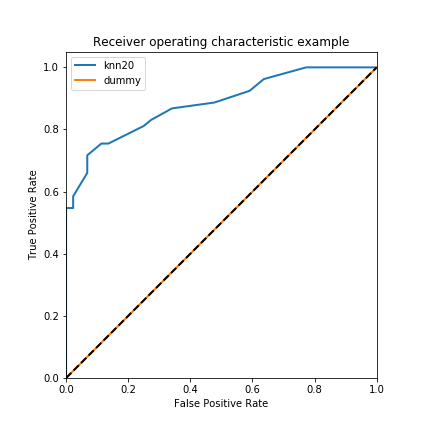 Receiver operating characteristic example
knn20
dummy
True Positive Rate
1.0
0.8
0.6
0.4
0.2
0.0
0.0 0.2 0.4 0.6 0.8 1.0
False Positive Rate